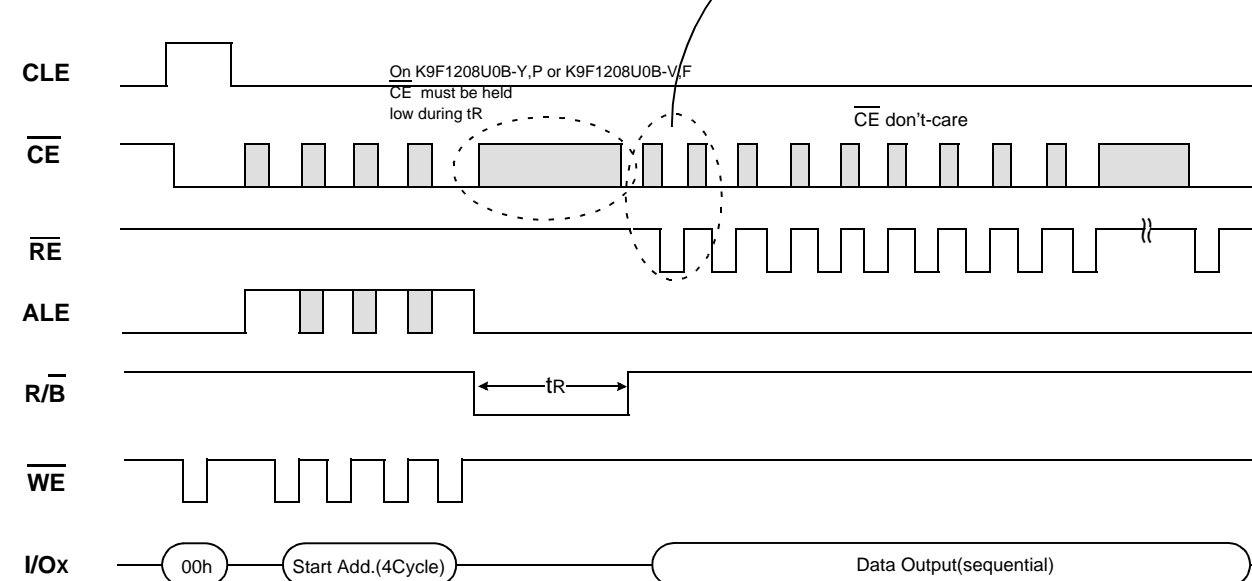 CLE
On K9F1208U0B-Y,P or K9F1208U0B-V,F
CE must be held
low during tR
CE don't-care
CE
RE
ALE
R/B
tR
WE
I/Ox
00h
Start Add.(4Cycle)
Data Output(sequential)